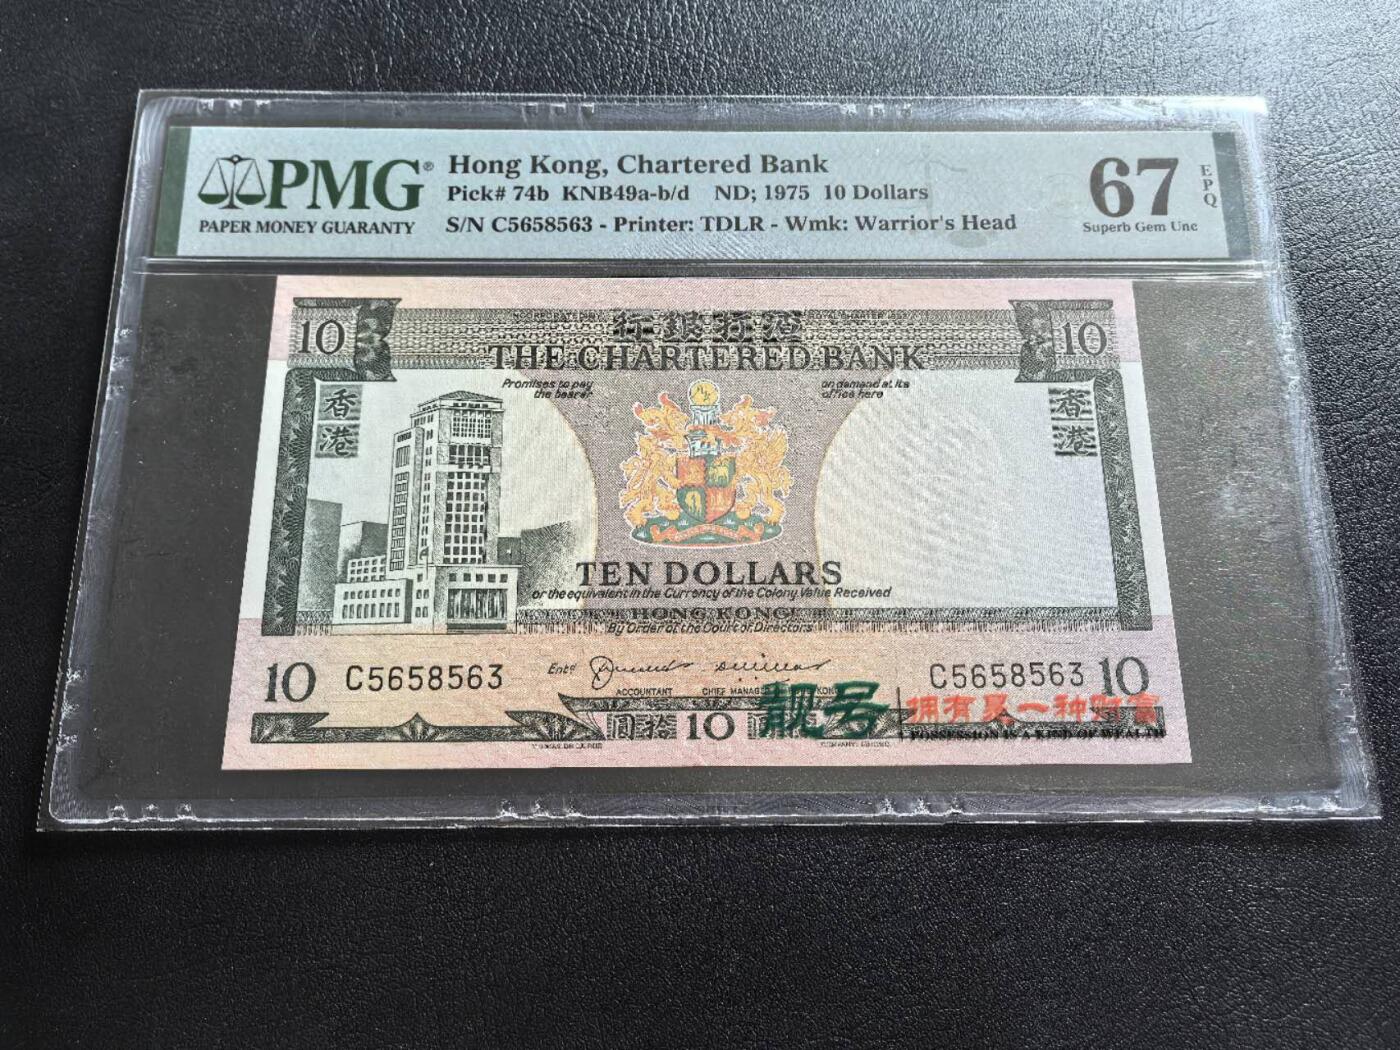 PMG®
PAPER MONEY GUARANTY
Hong Kong, Chartered Bank
Pick# 74b KNB49a-b/d ND; 1975 10 Dollars
S/N C5658563 - Printer: TDLR - Wmk: Warrior's Head
67
EPQ
Superb Gem Unc
10
行銀打渣
10
THE CHARTERED BANK
Promises to pay
the bearer
on demand at its
office here
香港
香港
TEN DOLLARS
or the equivalent in the Currency of the Colony Value Received
HONG KONG
By Order of the Court of Directors
10 C5658563
Entd
C5658563 10
ACCOUNTANT
CHIEF MANAGER
圓拾 10
靓号
拥有是一种财富
POSSESSION IS A KIND OF WEALTH